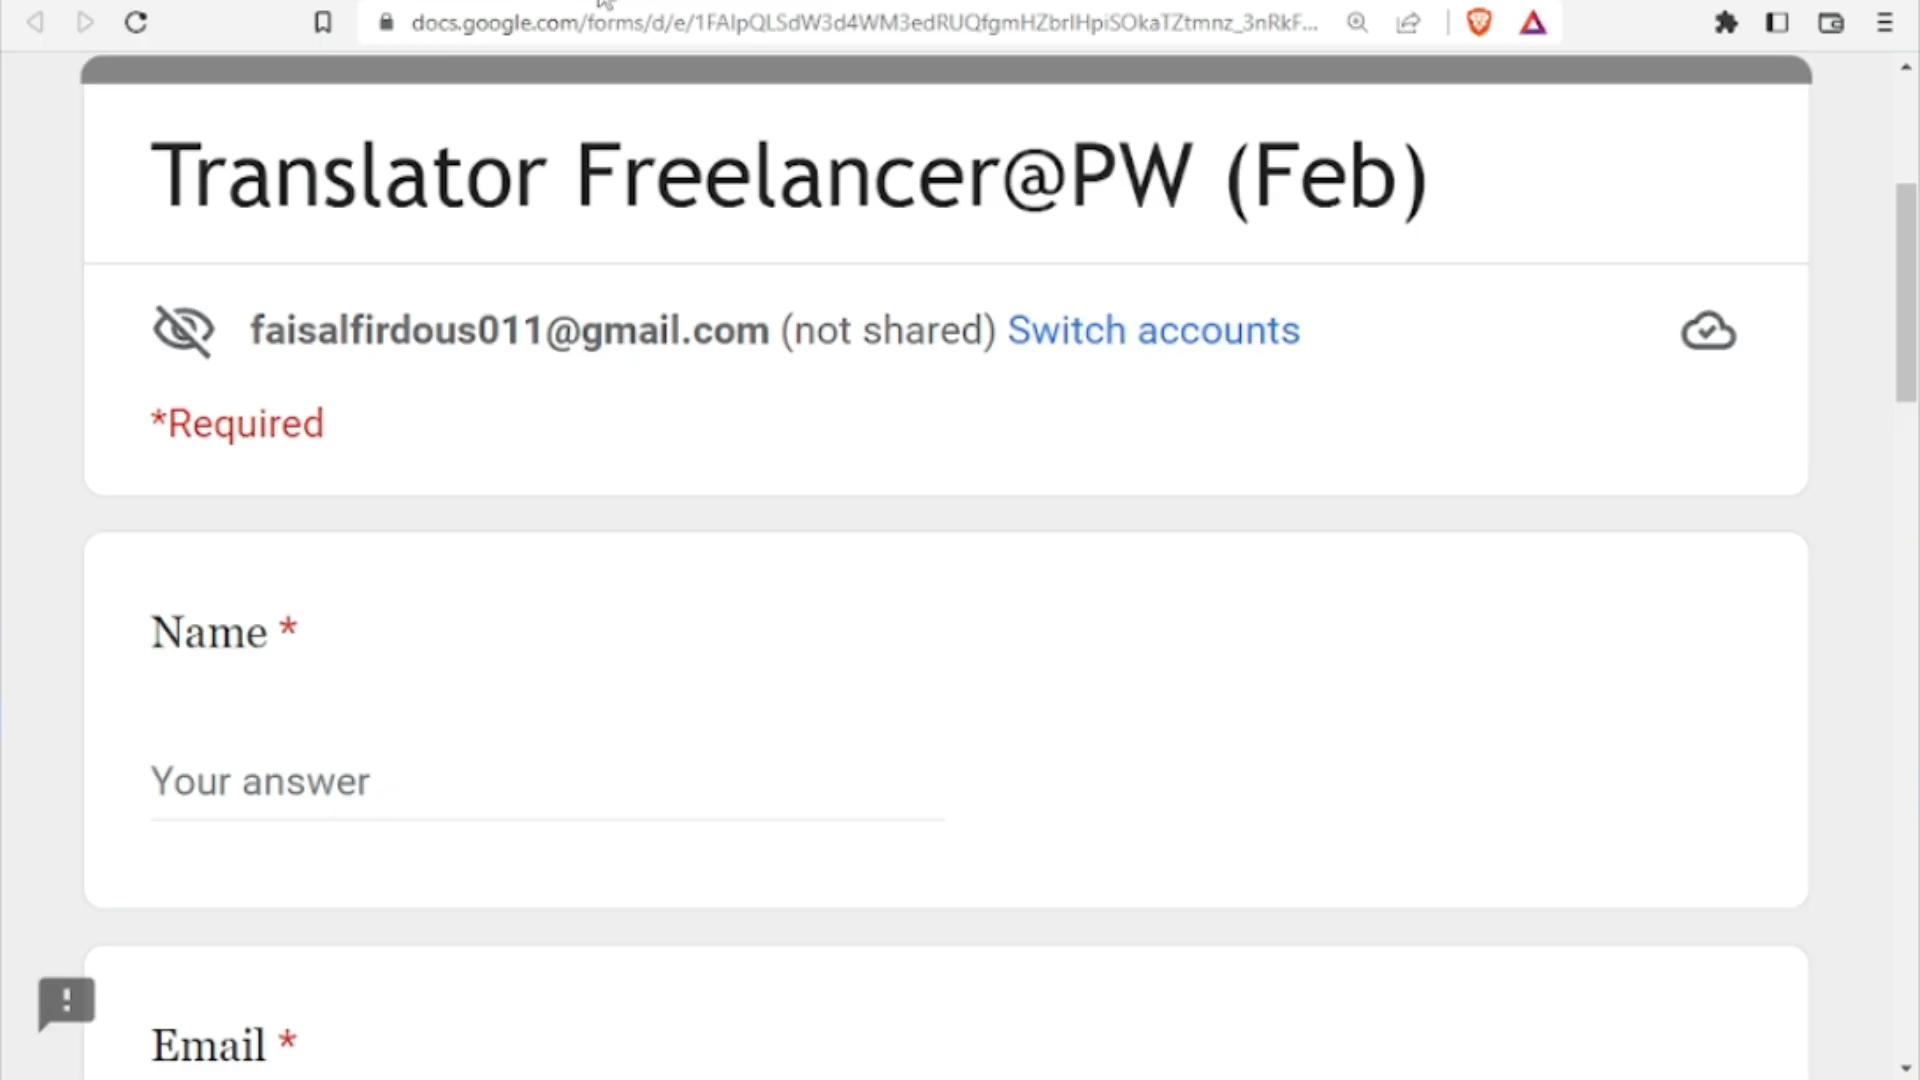 docs.google.com/forms/d/e/1FAIpQLSdW3d4WM3edRUQfgmHZbrIHpiSOkaTZtmnz_3nRkF...
Translator Freelancer@PW (Feb)
faisalfirdous011@gmail.com (not shared) Switch accounts
*Required
Name *
Your answer
Email *